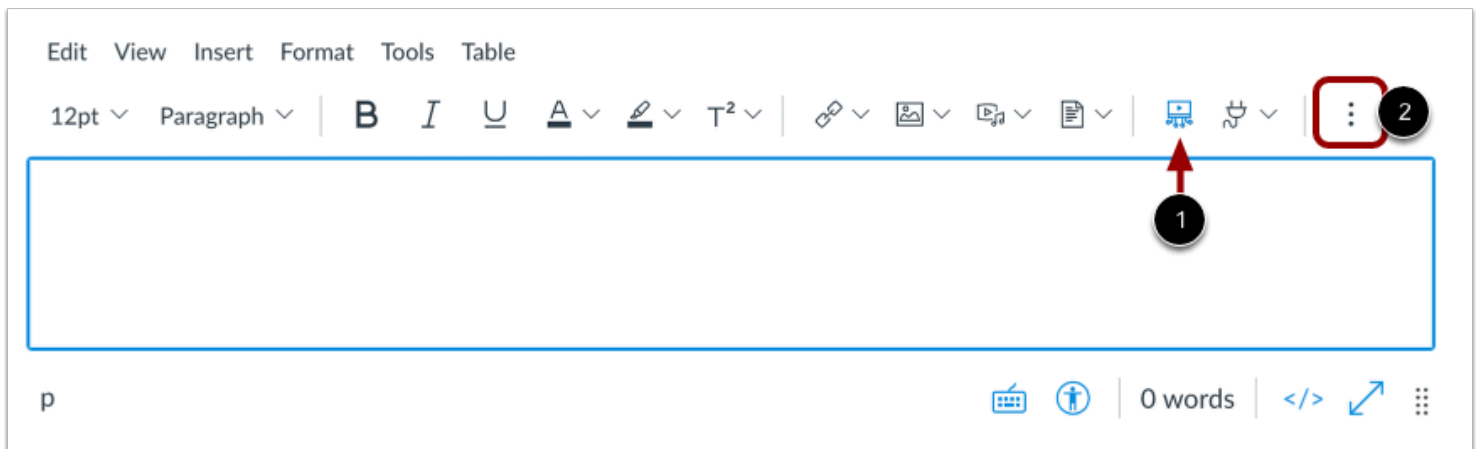 Edit View Insert Format Tools Table
12pt Paragraph B I U A T² 2
1
p 0 words </>